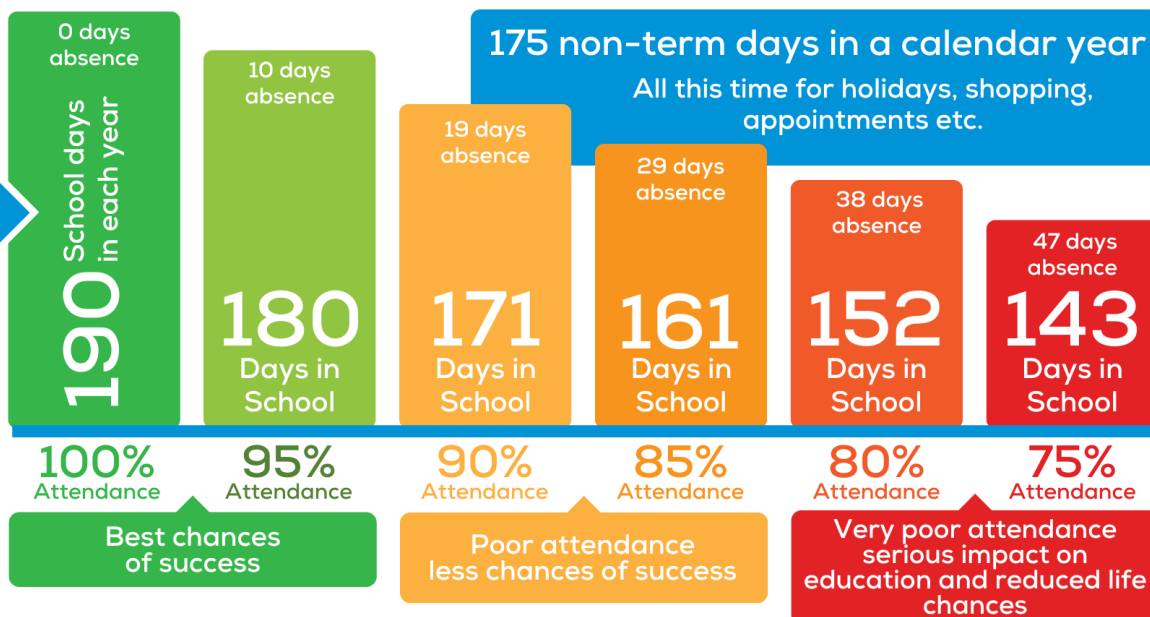 0 days
absence
190
School days
in each year
10 days
absence
180
Days in
School
19 days
absence
171
Days in
School
29 days
absence
161
Days in
School
38 days
absence
152
Days in
School
47 days
absence
143
Days in
School
175 non-term days in a calendar year
All this time for holidays, shopping,
appointments etc.
100%
Attendance
95%
Attendance
90%
Attendance
85%
Attendance
80%
Attendance
75%
Attendance
Best chances
of success
Poor attendance
less chances of success
Very poor attendance
serious impact on
education and reduced life
chances